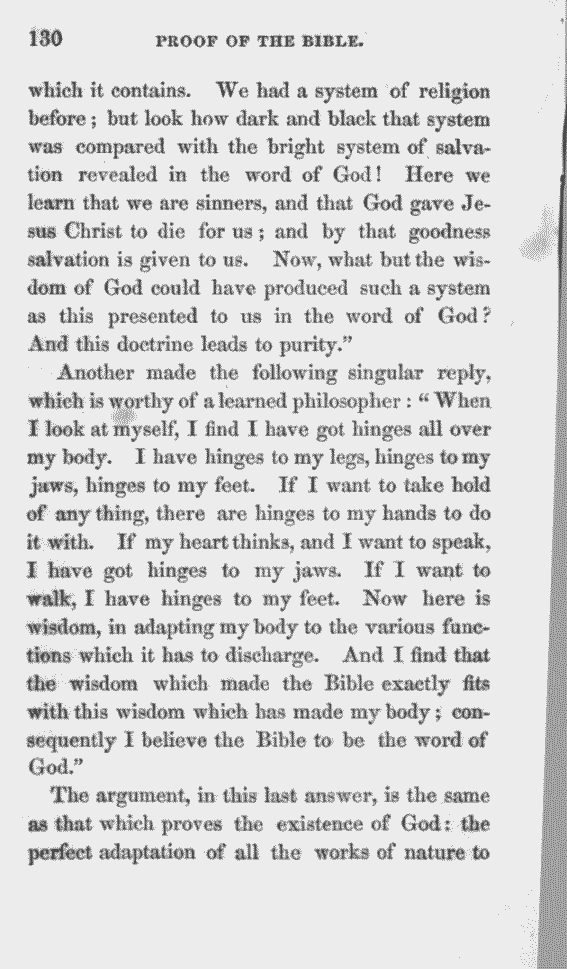 130 PROOF OF THE BIBLE.
which it contains. We had a system of religion
before; but look how dark and black that system
was compared with the bright system of salva-
tion revealed in the word of God! Here we
learn that we are sinners, and that God gave Je-
sus Christ to die for us; and by that goodness
salvation is given to us. Now, what but the wis-
dom of God could have produced such a system
as this presented to us in the word of God?
And this doctrine leads to purity."
Another made the following singular reply,
which is worthy of a learned philosopher: "When
I look at myself, I find I have got hinges all over
my body. I have hinges to my legs, hinges to my
jaws, hinges to my feet. If I want to take hold
of any thing, there are hinges to my hands to do
it with. If my heart thinks, and I want to speak,
I have got hinges to my jaws. If I want to
walk, I have hinges to my feet. Now here is
wisdom, in adapting my body to the various func-
tions which it has to discharge. And I find that
the wisdom which made the Bible exactly fits
with this wisdom which has made my body; con-
sequently I believe the Bible to be the word of
God."
The argument, in this last answer, is the same
as that which proves the existence of God: the
perfect adaptation of all the works of nature to